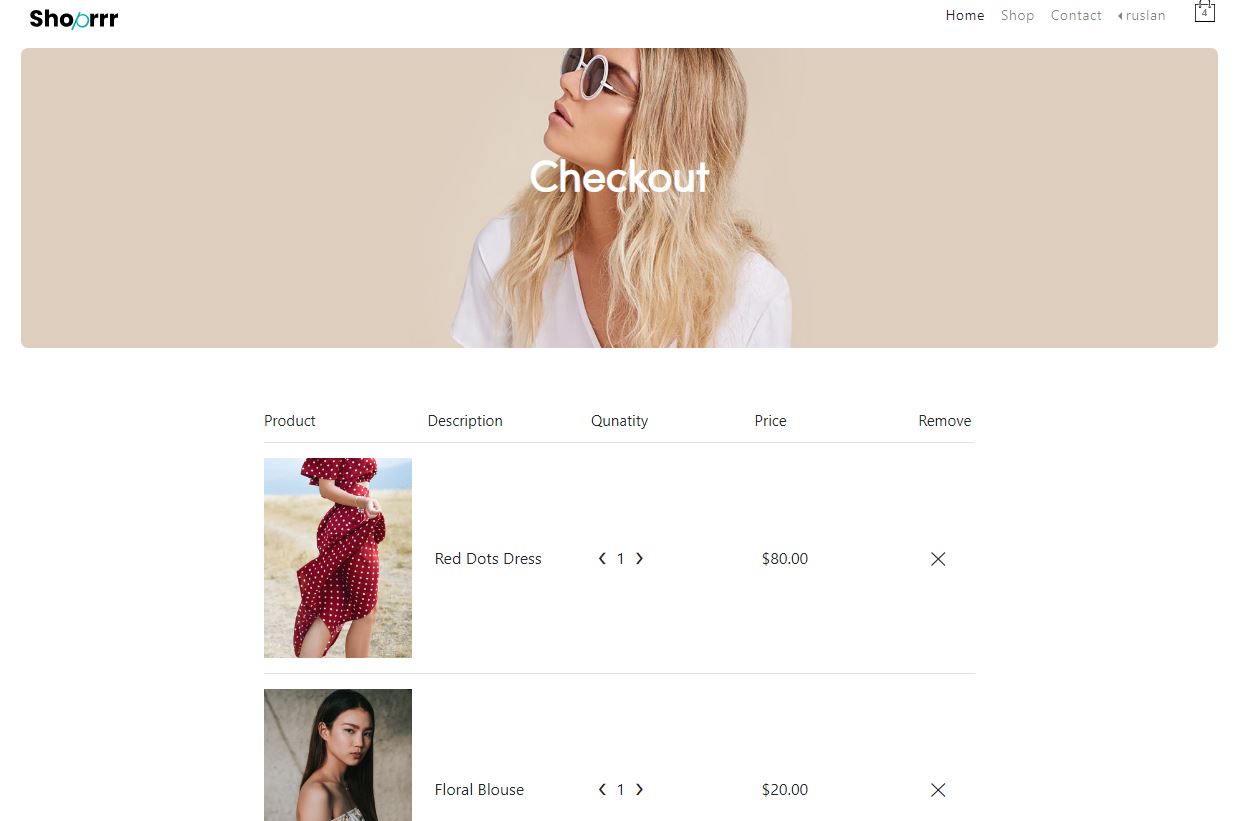 Shoprrr
Home Shop Contact ruslan 4
Checkout
Product Description Qunatity Price Remove
Red Dots Dress 1 $80.00
Floral Blouse 1 $20.00